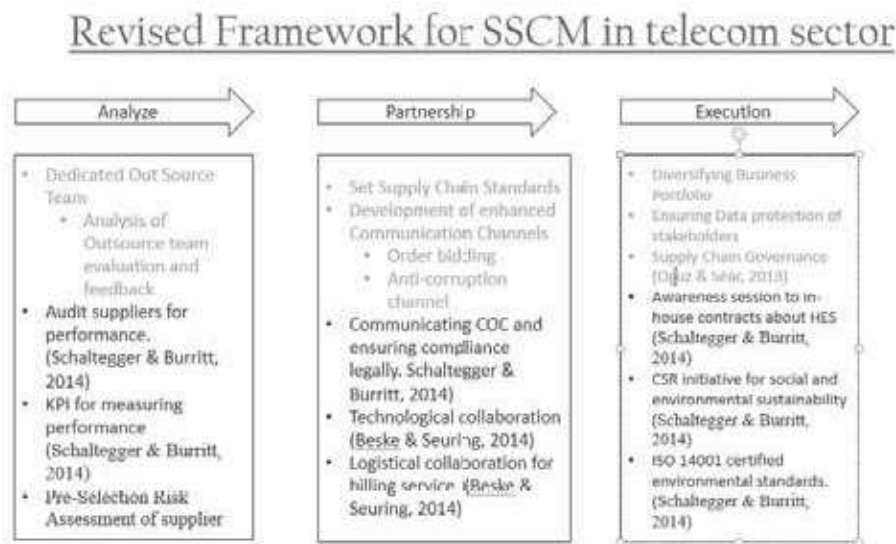 Revised Framework for SSCM in telecom sector
Analyze
• Dedicated Out Source
Team
• Analysis of
Outsource team
evaluation and
feedback
• Audit suppliers for
performance.
(Schaltegger & Burritt,
2014)
• KPI for measuring
performance
(Schaltegger & Burritt,
2014)
• Pre-Selection Risk
Assessment of supplier
Partnership
• Set Supply Chain Standards
• Development of enhanced
Communication Channels
• Order bidding
• Anti-corruption
channel
• Communicating COC and
ensuring compliance
legally. Schaltegger &
Burritt, 2014)
• Technological collaboration
(Beske & Seuring, 2014)
• Logistical collaboration for
billing service (Beske &
Seuring, 2014)
Execution
• Diversifying Business
Portfolio
• Ensuring Data protection of
stakeholders
• Supply Chain Governance
• Awareness session to in-
house contracts about HES
(Schaltegger & Burritt,
2014)
• CSR initiative for social and
environmental sustainability
(Schaltegger & Burritt,
2014)
• ISO 14001 certified
environmental standards.
(Schaltegger & Burritt,
2014)